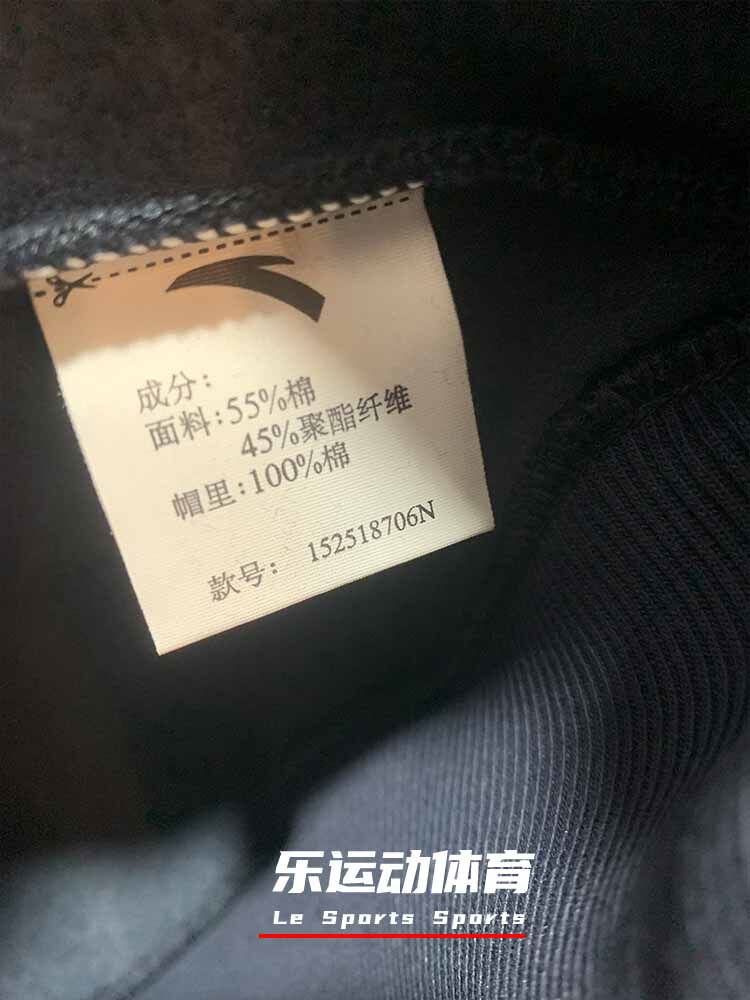 成分:
面料:55%棉
45%聚酯纤维
帽里:100%棉
款号: 152518706N
乐运动体育
Le Sports Sports